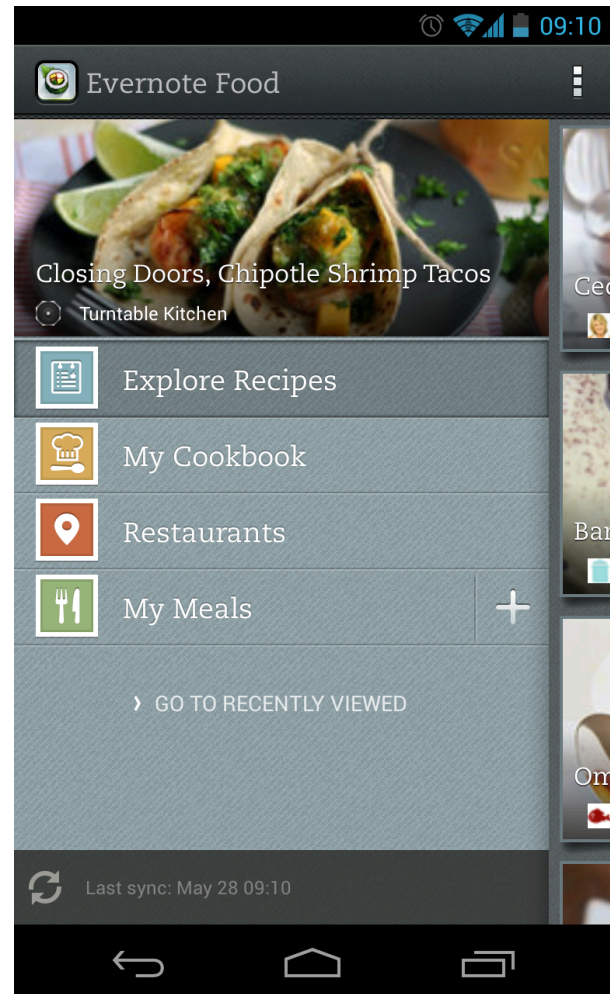 09:10
Evernote Food
Closing Doors, Chipotle Shrimp Tacos
Turntable Kitchen
Explore Recipes
My Cookbook
Restaurants
My Meals
GO TO RECENTLY VIEWED
Last sync: May 28 09:10